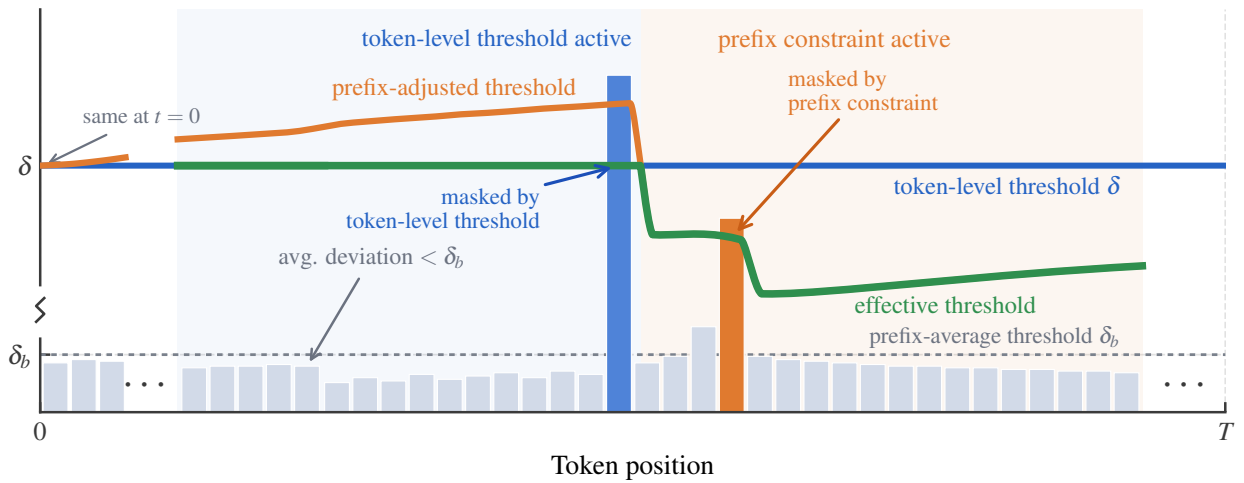 token-level threshold active
prefix constraint active
prefix-adjusted threshold
masked by
prefix constraint
same at t = 0
δ
token-level threshold δ
masked by
token-level threshold
avg. deviation < δ_b
effective threshold
prefix-average threshold δ_b
δ_b
. . .
. . .
0
T
Token position